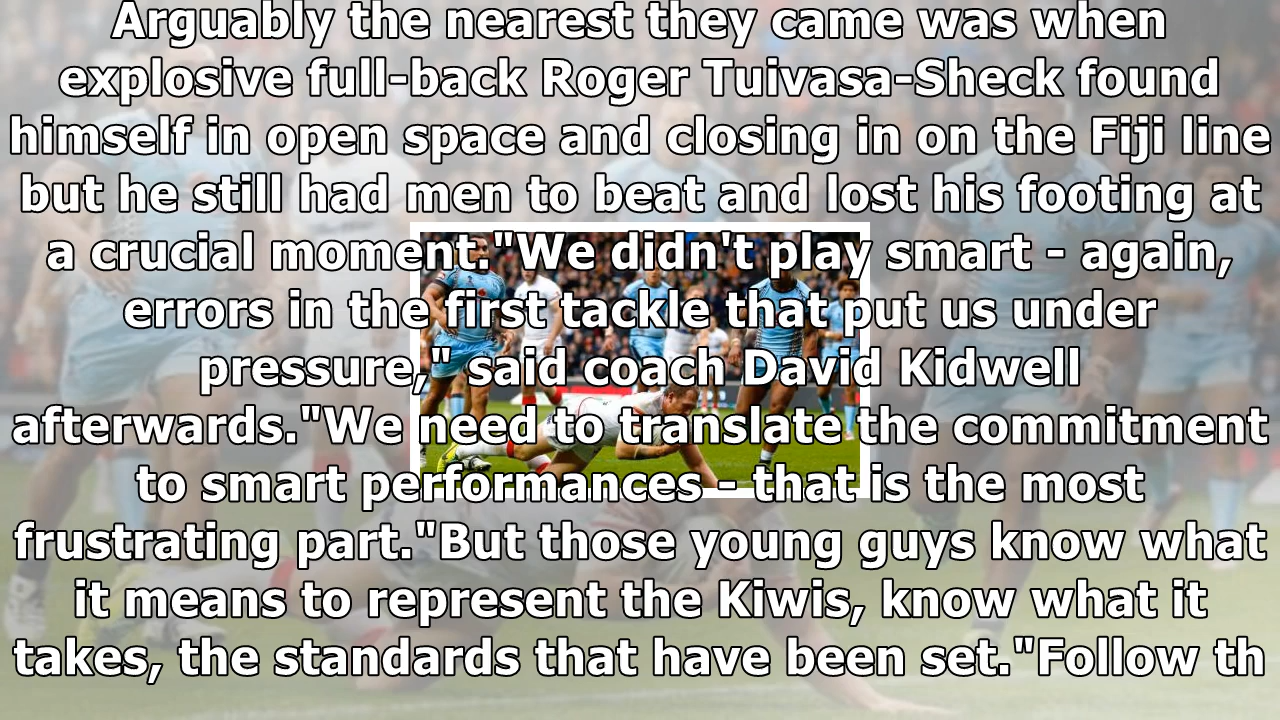 Arguably the nearest they came was when
explosive full-back Roger Tuivasa-Sheck found
himself in open space and closing in on the Fiji line
but he still had men to beat and lost his footing at
a crucial moment."We didn't play smart - again,
errors in the first tackle that put us under
pressure," said coach David Kidwell
afterwards."We need to translate the commitment
to smart performances - that is the most
frustrating part."But those young guys know what
it means to represent the Kiwis, know what it
takes, the standards that have been set."Follow th